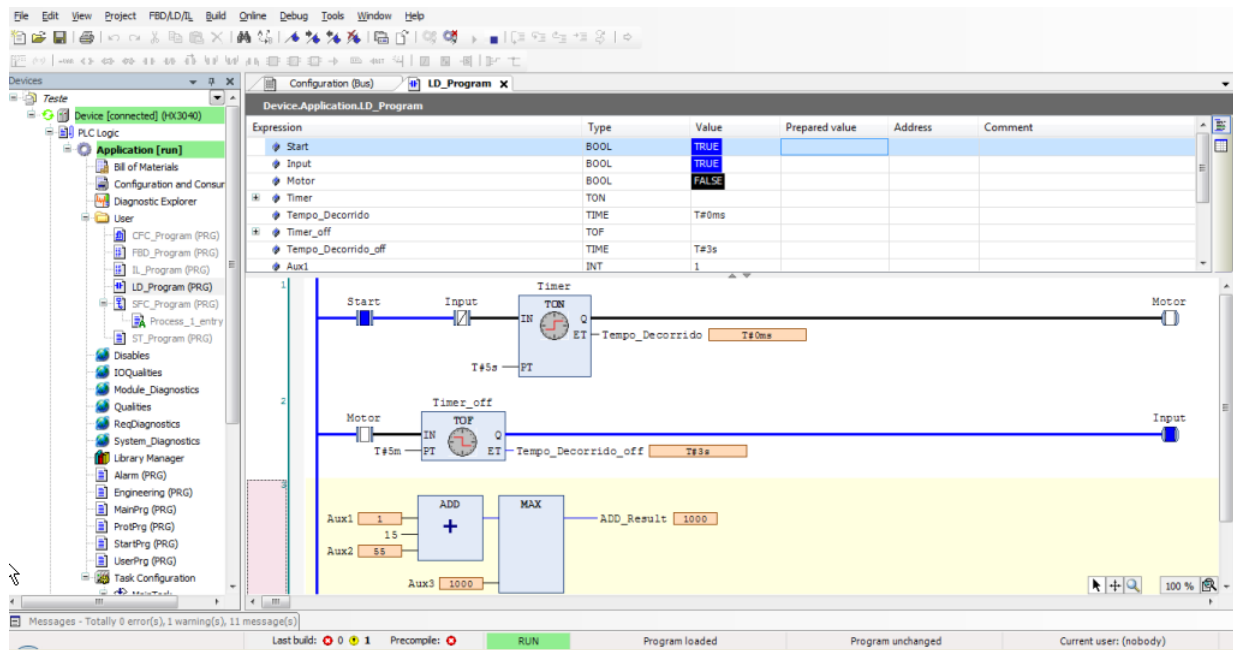 File Edit View Project FBD/LD/IL Build Online Debug Tools Window Help
Devices
Configuration (Bus) LD_Program
Teste
Device [connected] (HX3040)
PLC Logic
Application [run]
Bill of Materials
Configuration and Consur
Diagnostic Explorer
User
CFC_Program (PRG)
FBD_Program (PRG)
IL_Program (PRG)
LD_Program (PRG)
SFC_Program (PRG)
Process_1_entry
ST_Program (PRG)
Disables
IOQualities
Module_Diagnostics
Qualities
ReqDiagnostics
System_Diagnostics
Library Manager
Alarm (PRG)
Engineering (PRG)
MainPrg (PRG)
ProtPrg (PRG)
StartPrg (PRG)
UserPrg (PRG)
Task Configuration
MainTask
Device.Application.LD_Program
Expression Type Value Prepared value Address Comment
Start BOOL TRUE
Input BOOL TRUE
Motor BOOL FALSE
Timer TON
Tempo_Decorrido TIME T#0ms
Timer_off TOF
Tempo_Decorrido_off TIME T#3s
Aux1 INT 1
1
Timer
Start Input TON Motor
IN Q
ET Tempo_Decorrido T#0ms
T#5s PT
2
Timer_off
Motor TOF Input
IN Q
T#5m PT ET Tempo_Decorrido_off T#3s
3
ADD MAX
Aux1 1 + ADD_Result 1000
15
Aux2 55
Aux3 1000
100 %
Messages - Totally 0 error(s), 1 warning(s), 11 message(s)
Last build: 0 1 Precompile: RUN Program loaded Program unchanged Current user: (nobody)